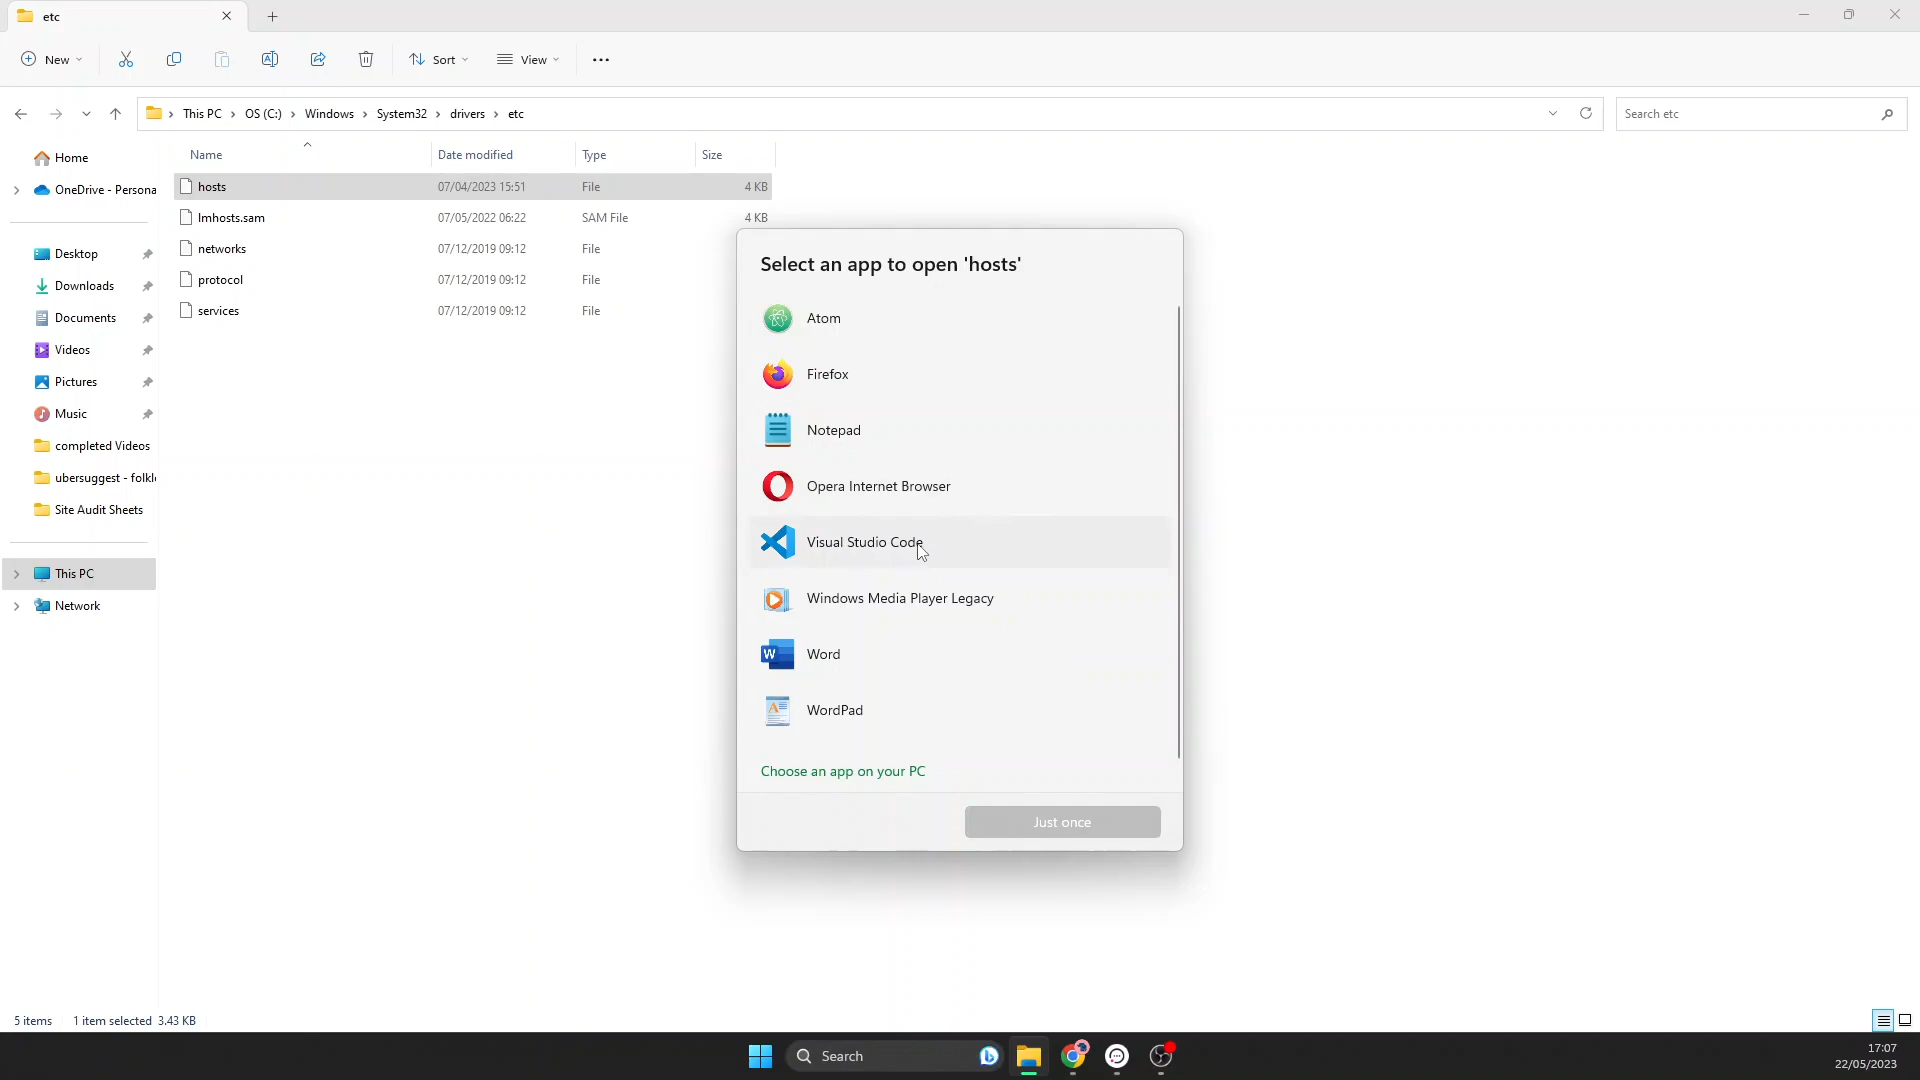 etc
New
Sort
View
This PC
OS (C:)
Windows
System32
drivers
etc
Search etc
Name
Date modified
Type
Size
hosts
07/04/2023 15:51
File
4 KB
lmhosts.sam
07/05/2022 06:22
SAM File
4 KB
networks
07/12/2019 09:12
File
protocol
07/12/2019 09:12
File
services
07/12/2019 09:12
File
Home
OneDrive - Persona
Desktop
Downloads
Documents
Videos
Pictures
Music
completed Videos
ubersuggest - folkl
Site Audit Sheets
This PC
Network
Select an app to open 'hosts'
Atom
Firefox
Notepad
Opera Internet Browser
Visual Studio Code
Windows Media Player Legacy
Word
WordPad
Choose an app on your PC
Just once
5 items
1 item selected 3.43 KB
Search
17:07
22/05/2023